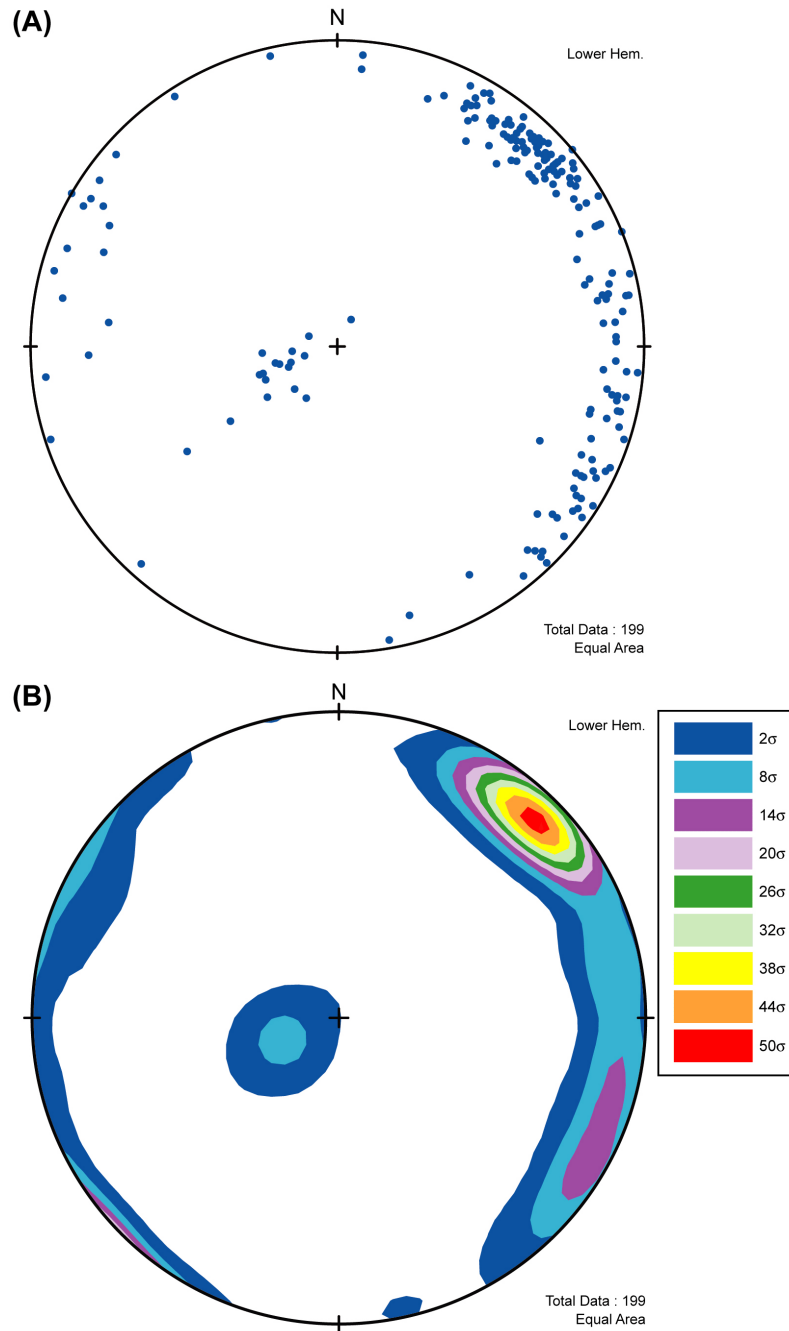 (A)
N
Lower Hem.
Total Data : 199
Equal Area
(B)
N
Lower Hem.
2σ
8σ
14σ
20σ
26σ
32σ
38σ
44σ
50σ
Total Data : 199
Equal Area